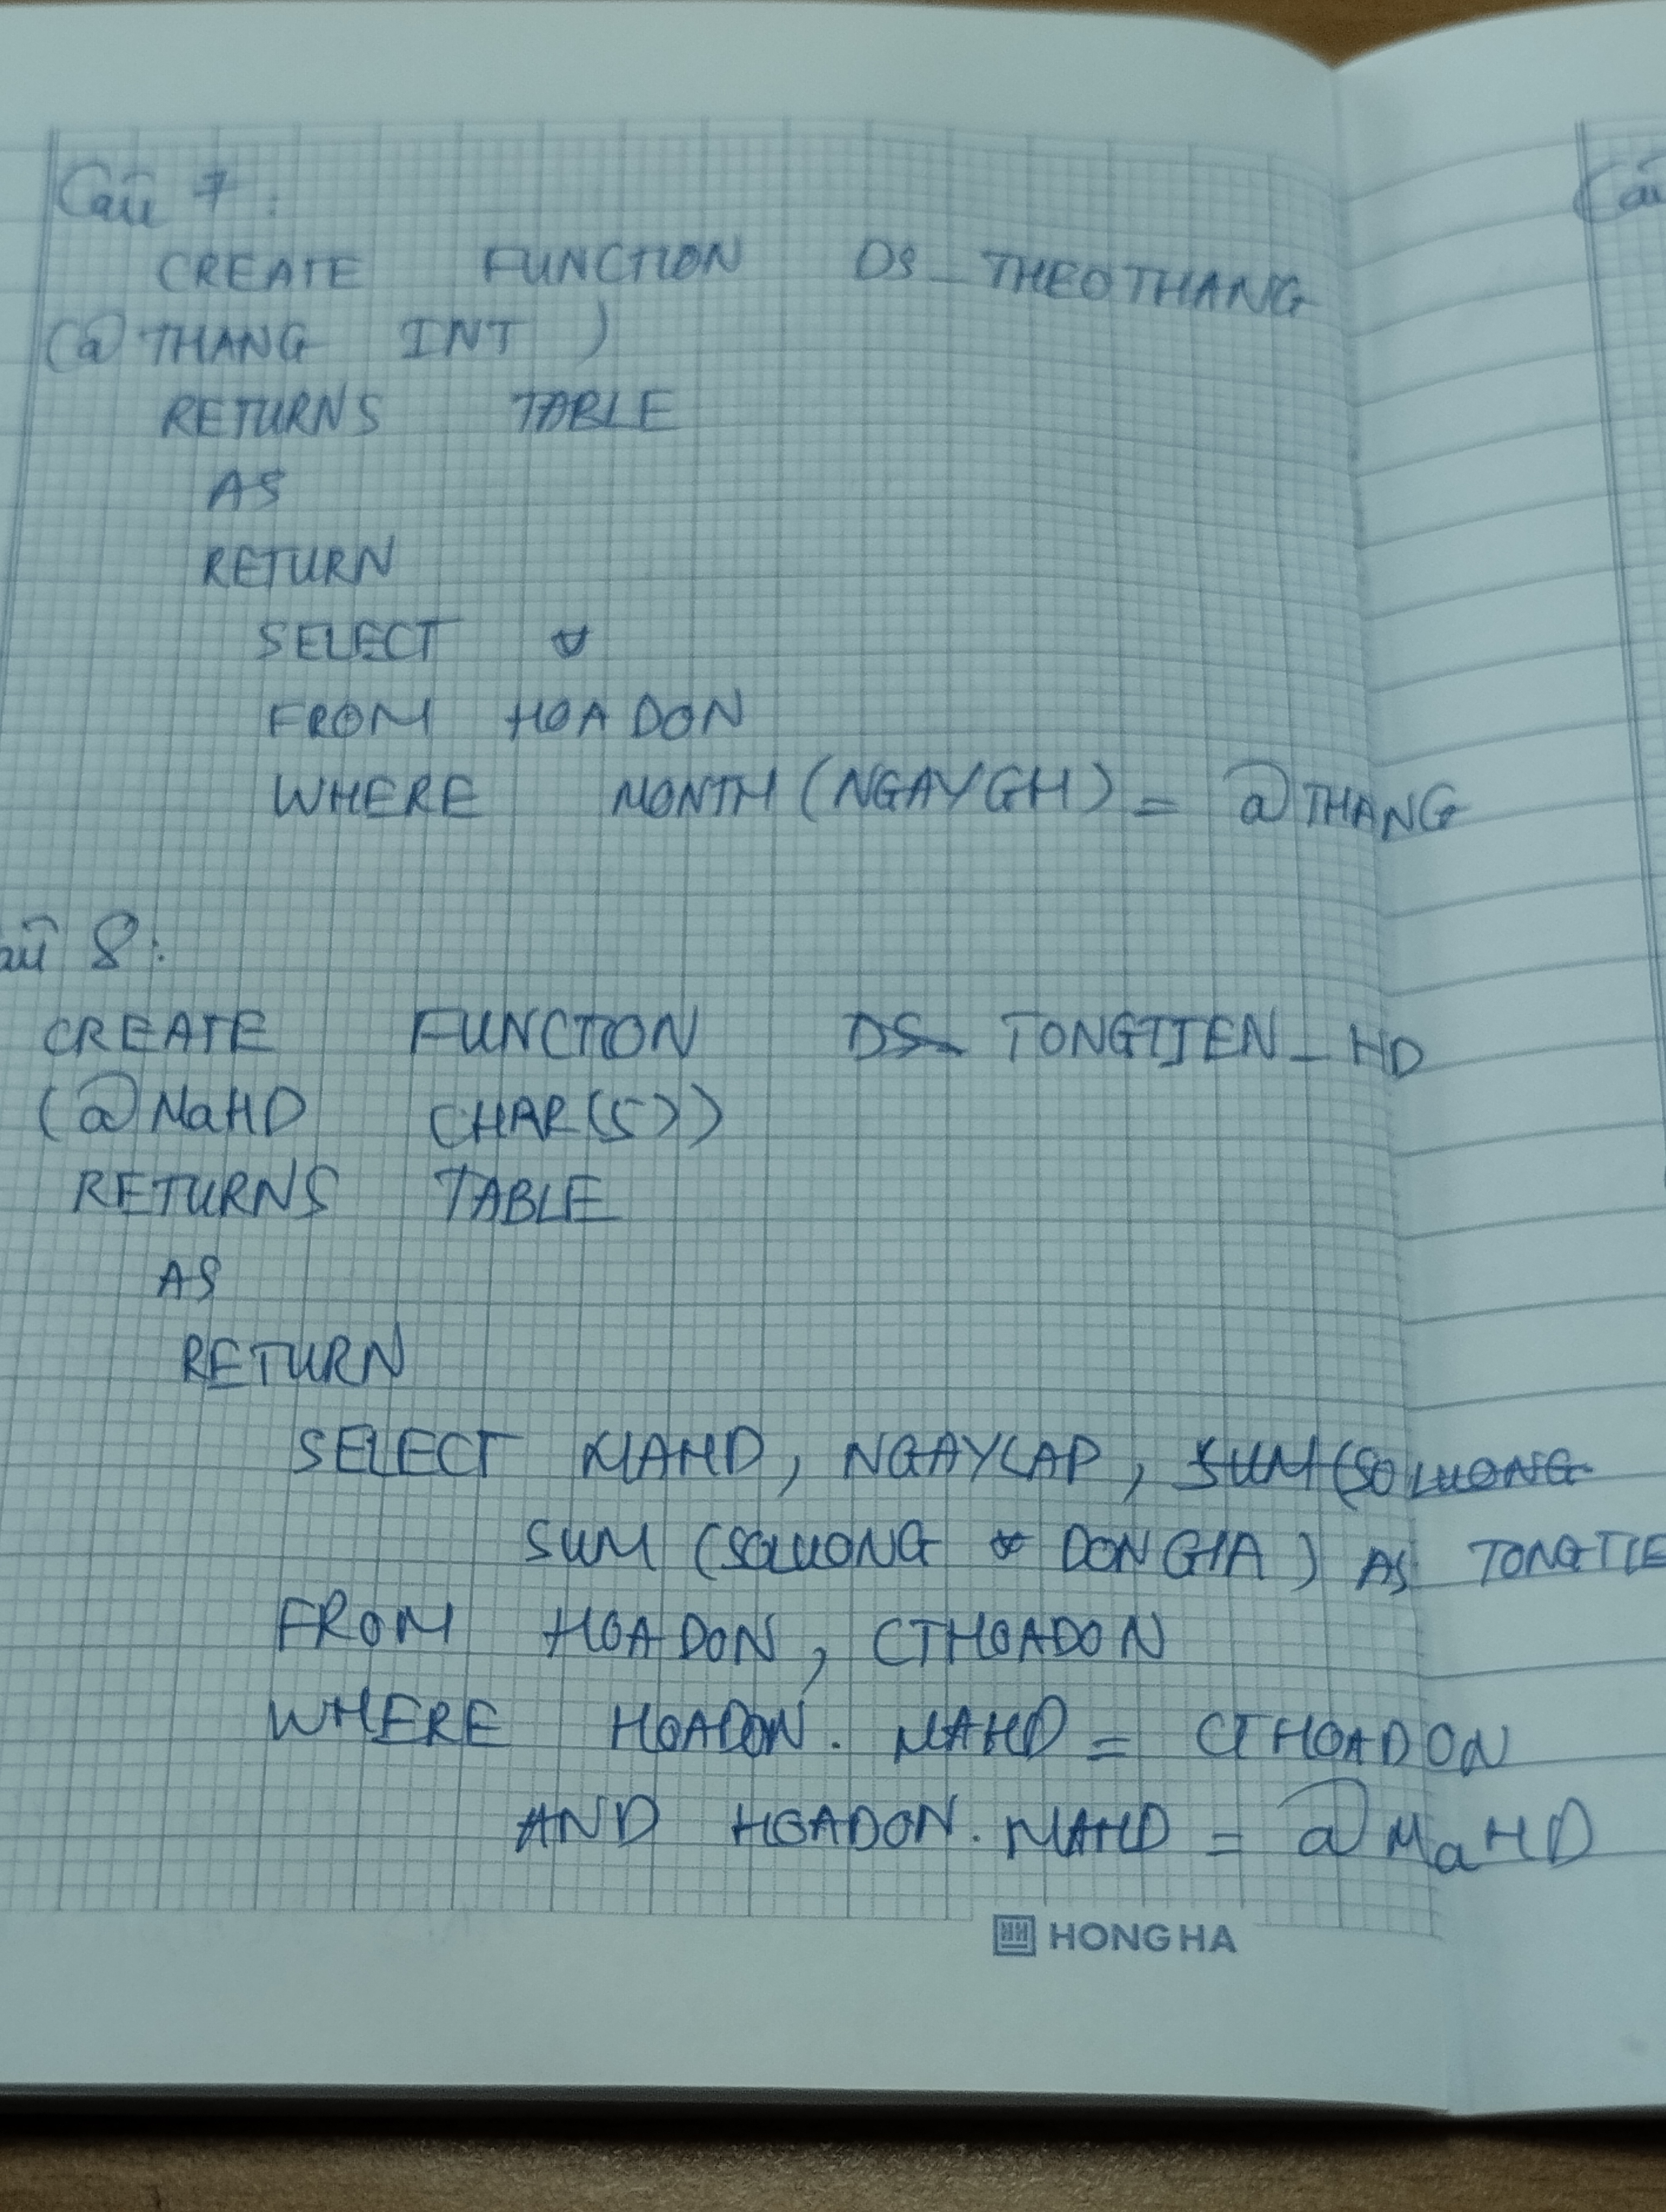 Câu 7:
CREATE FUNCTION DS_THEOTHANG
(@THANG INT )
RETURNS TABLE
AS
RETURN
SELECT *
FROM HOADON
WHERE MONTH(NGAYGH) = @THANG
âu 8:
CREATE FUNCTION DS_TONGTIEN_HD
(@MaHD CHAR(5))
RETURNS TABLE
AS
RETURN
SELECT MAHD, NGAYLAP, SUM(SOLUONG
SUM (SOLUONG * DONGIA) AS TONGTIE
FROM HOADON, CTHOADON
WHERE HOADON. MAHD = CTHOADON
AND HOADON. MAHD = @MaHD
HONG HA